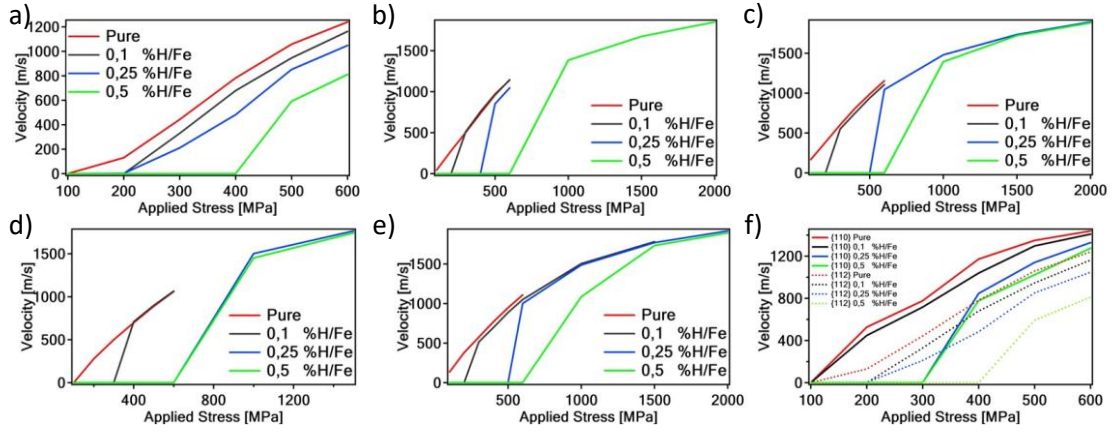 a)
1200
1000
800
600
400
200
0
Velocity [m/s]
Pure
0,1 %H/Fe
0,25 %H/Fe
0,5 %H/Fe
100 200 300 400 500 600
Applied Stress [MPa]
b)
1500
1000
500
0
Velocity [m/s]
Pure
0,1 %H/Fe
0,25 %H/Fe
0,5 %H/Fe
500 1000 1500 2000
Applied Stress [MPa]
c)
1500
1000
500
0
Velocity [m/s]
Pure
0,1 %H/Fe
0,25 %H/Fe
0,5 %H/Fe
500 1000 1500 2000
Applied Stress [MPa]
d)
1500
1000
500
0
Velocity [m/s]
Pure
0,1 %H/Fe
0,25 %H/Fe
0,5 %H/Fe
400 800 1200
Applied Stress [MPa]
e)
1500
1000
500
0
Velocity [m/s]
Pure
0,1 %H/Fe
0,25 %H/Fe
0,5 %H/Fe
500 1000 1500 2000
Applied Stress [MPa]
f)
1200
800
400
0
Velocity [m/s]
{110} Pure
{110} 0,1 %H/Fe
{110} 0,25 %H/Fe
{110} 0,5 %H/Fe
{112} Pure
{112} 0,1 %H/Fe
{112} 0,25 %H/Fe
{112} 0,5 %H/Fe
100 200 300 400 500 600
Applied Stress [MPa]